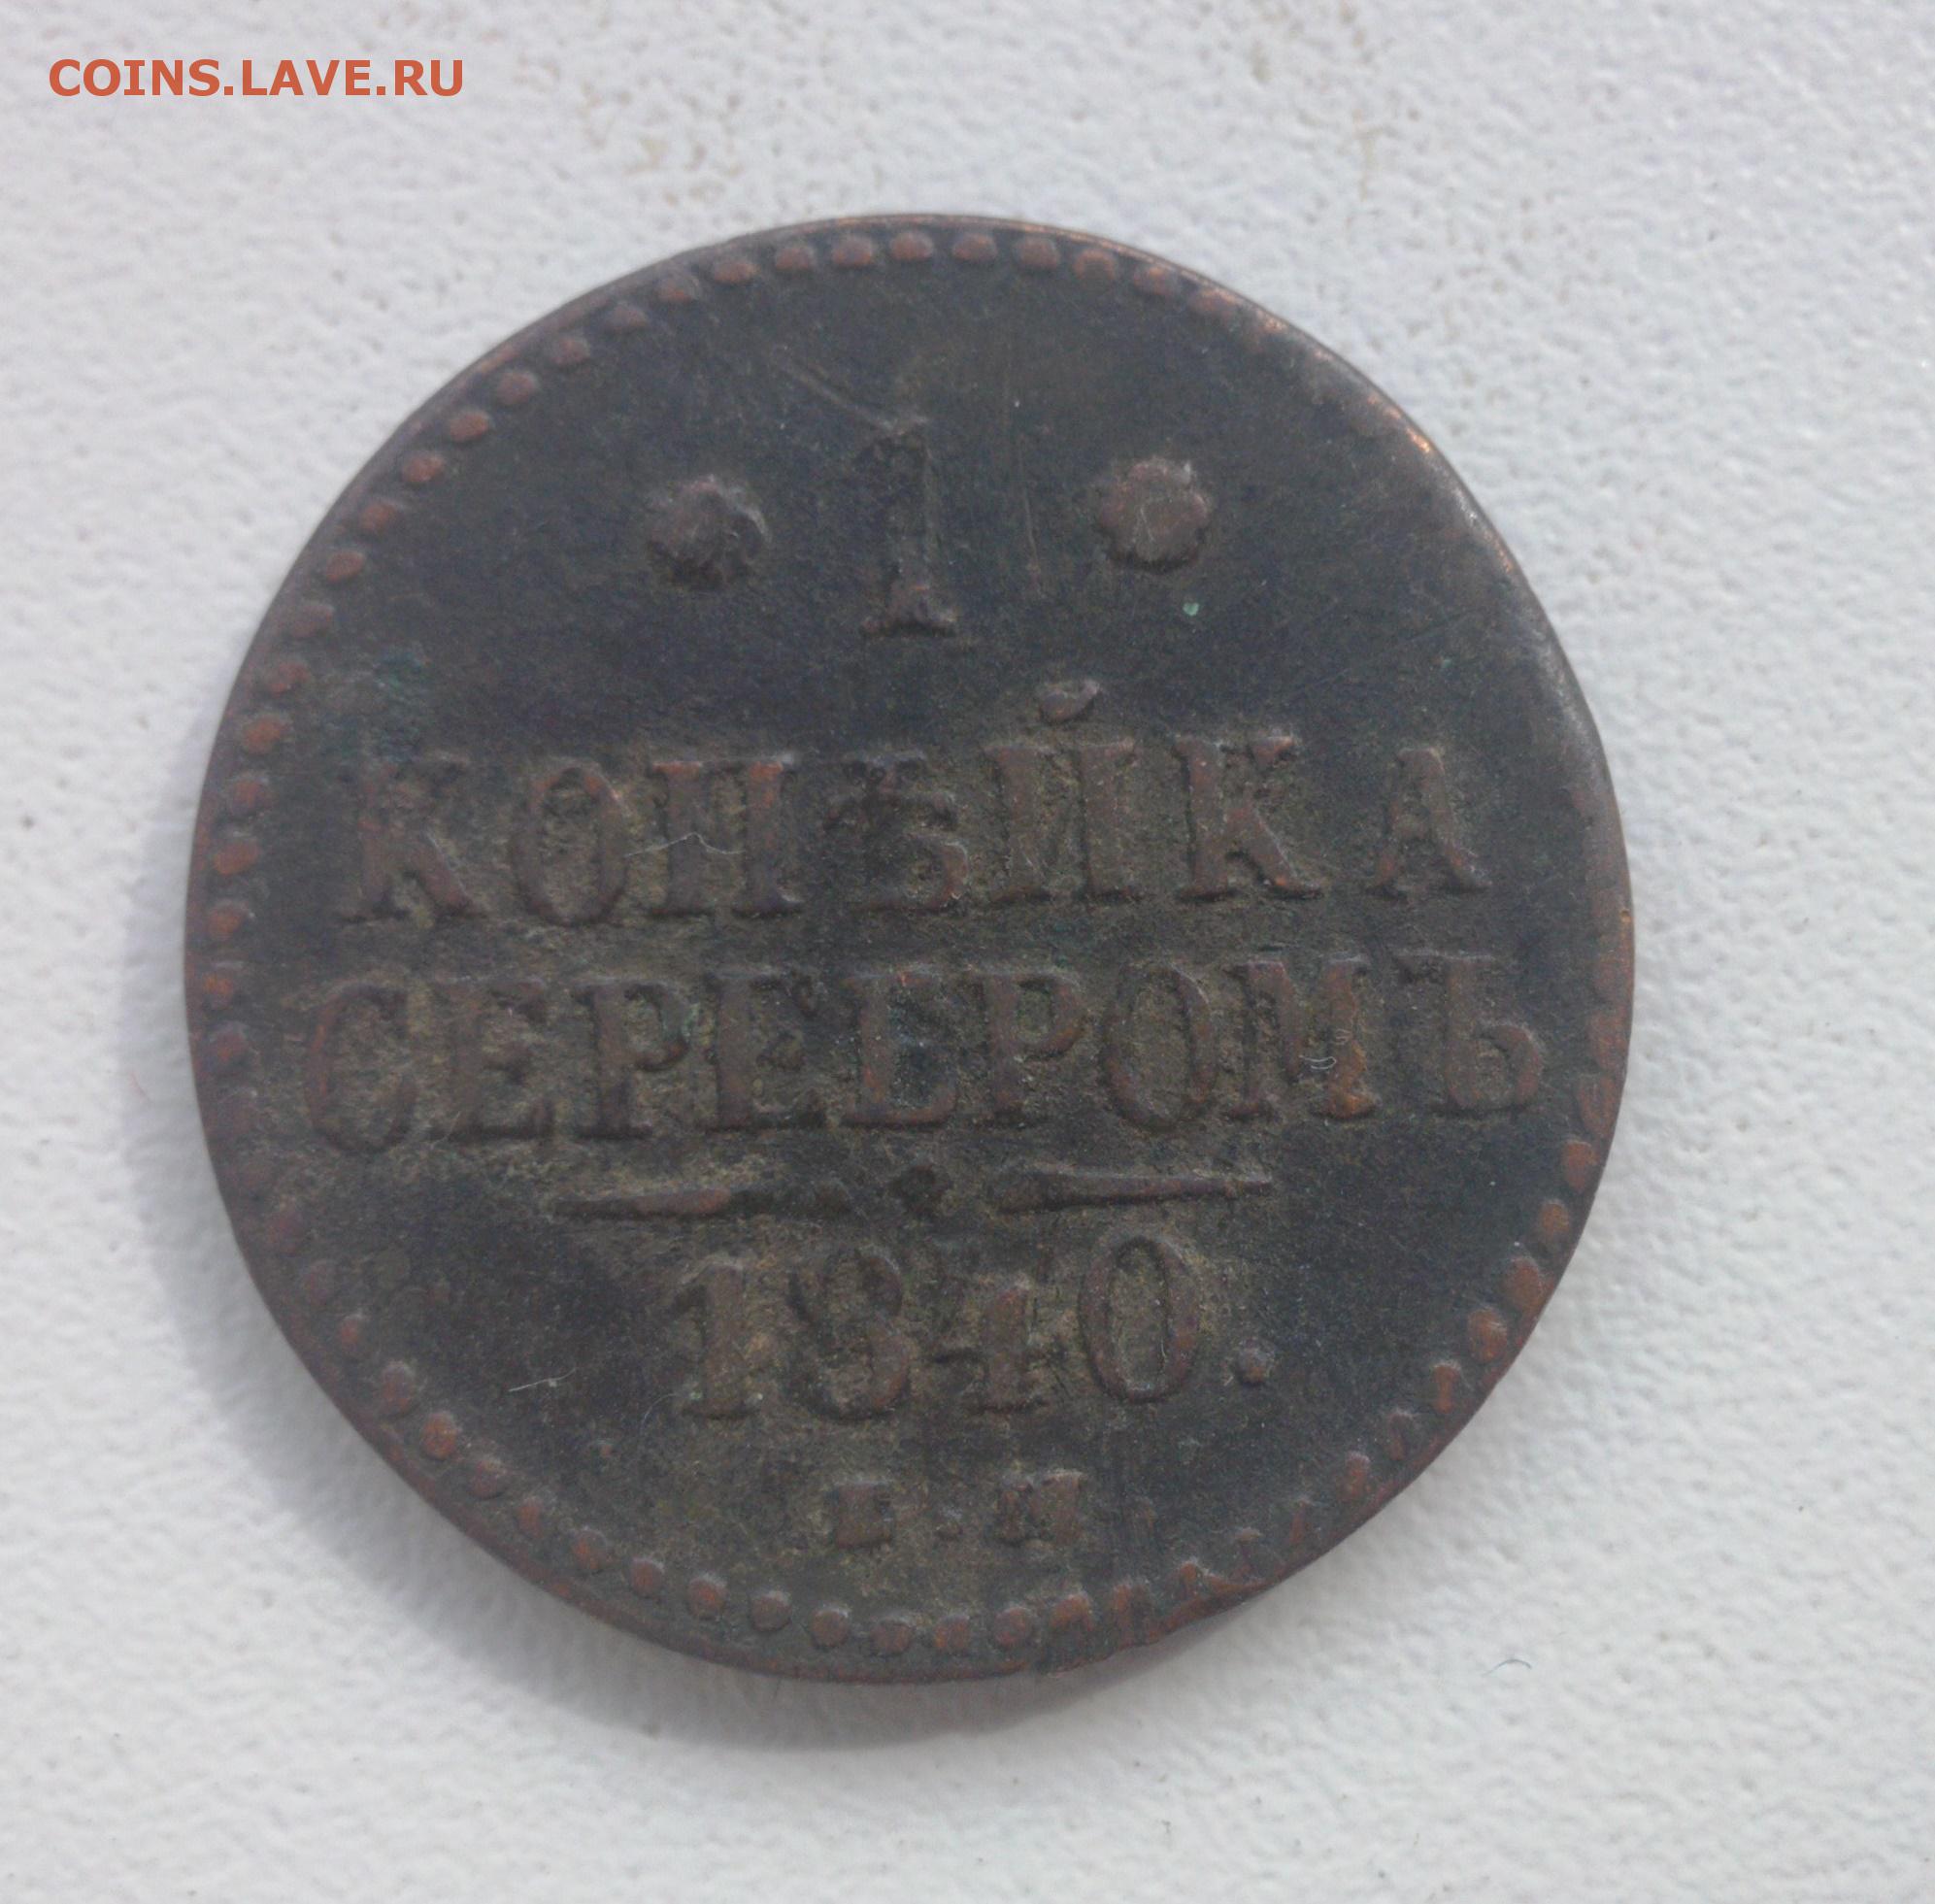 COINS.LAVE.RU
1
КОПѢЙКА
СЕРЕБРОМЪ
1840.
Е.М.